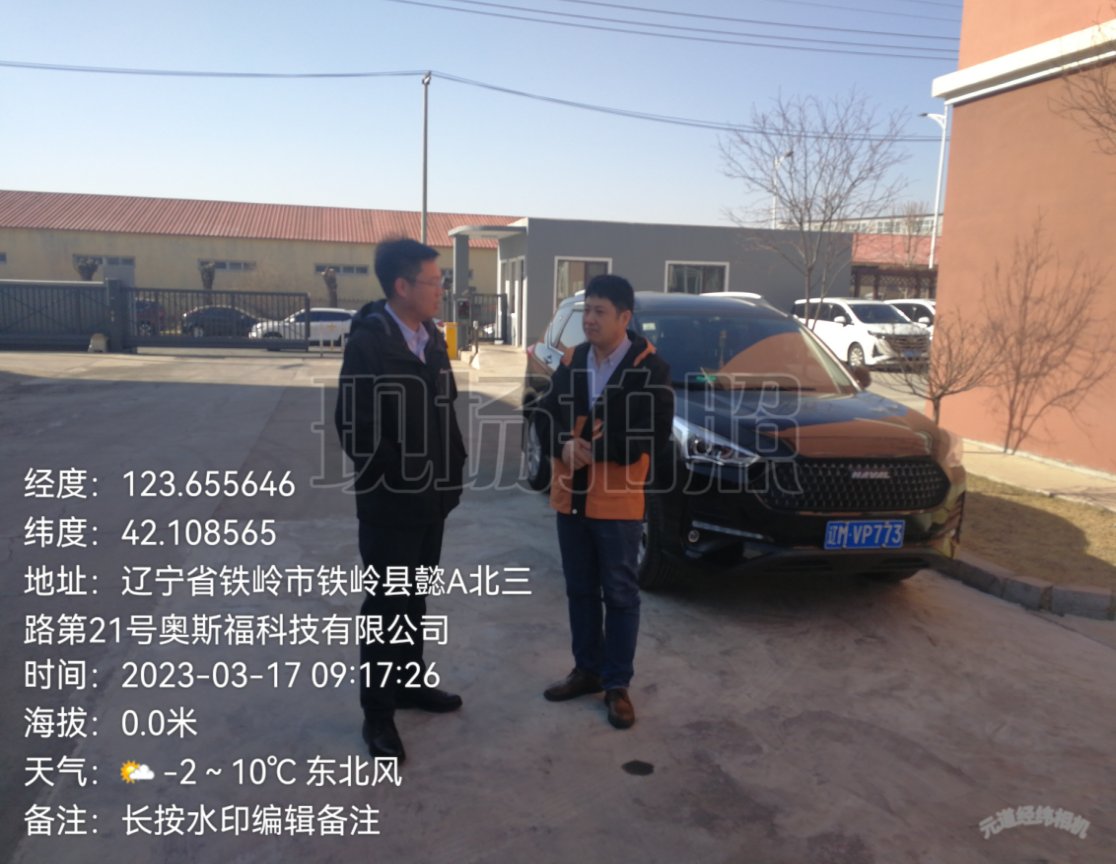 现场拍照
HAVAL
辽M·VP773
经度：123.655646
纬度：42.108565
地址：辽宁省铁岭市铁岭县懿A北三
路第21号奥斯福科技有限公司
时间：2023-03-17 09:17:26
海拔：0.0米
天气：-2 ~ 10℃ 东北风
备注：长按水印编辑备注
元道经纬相机